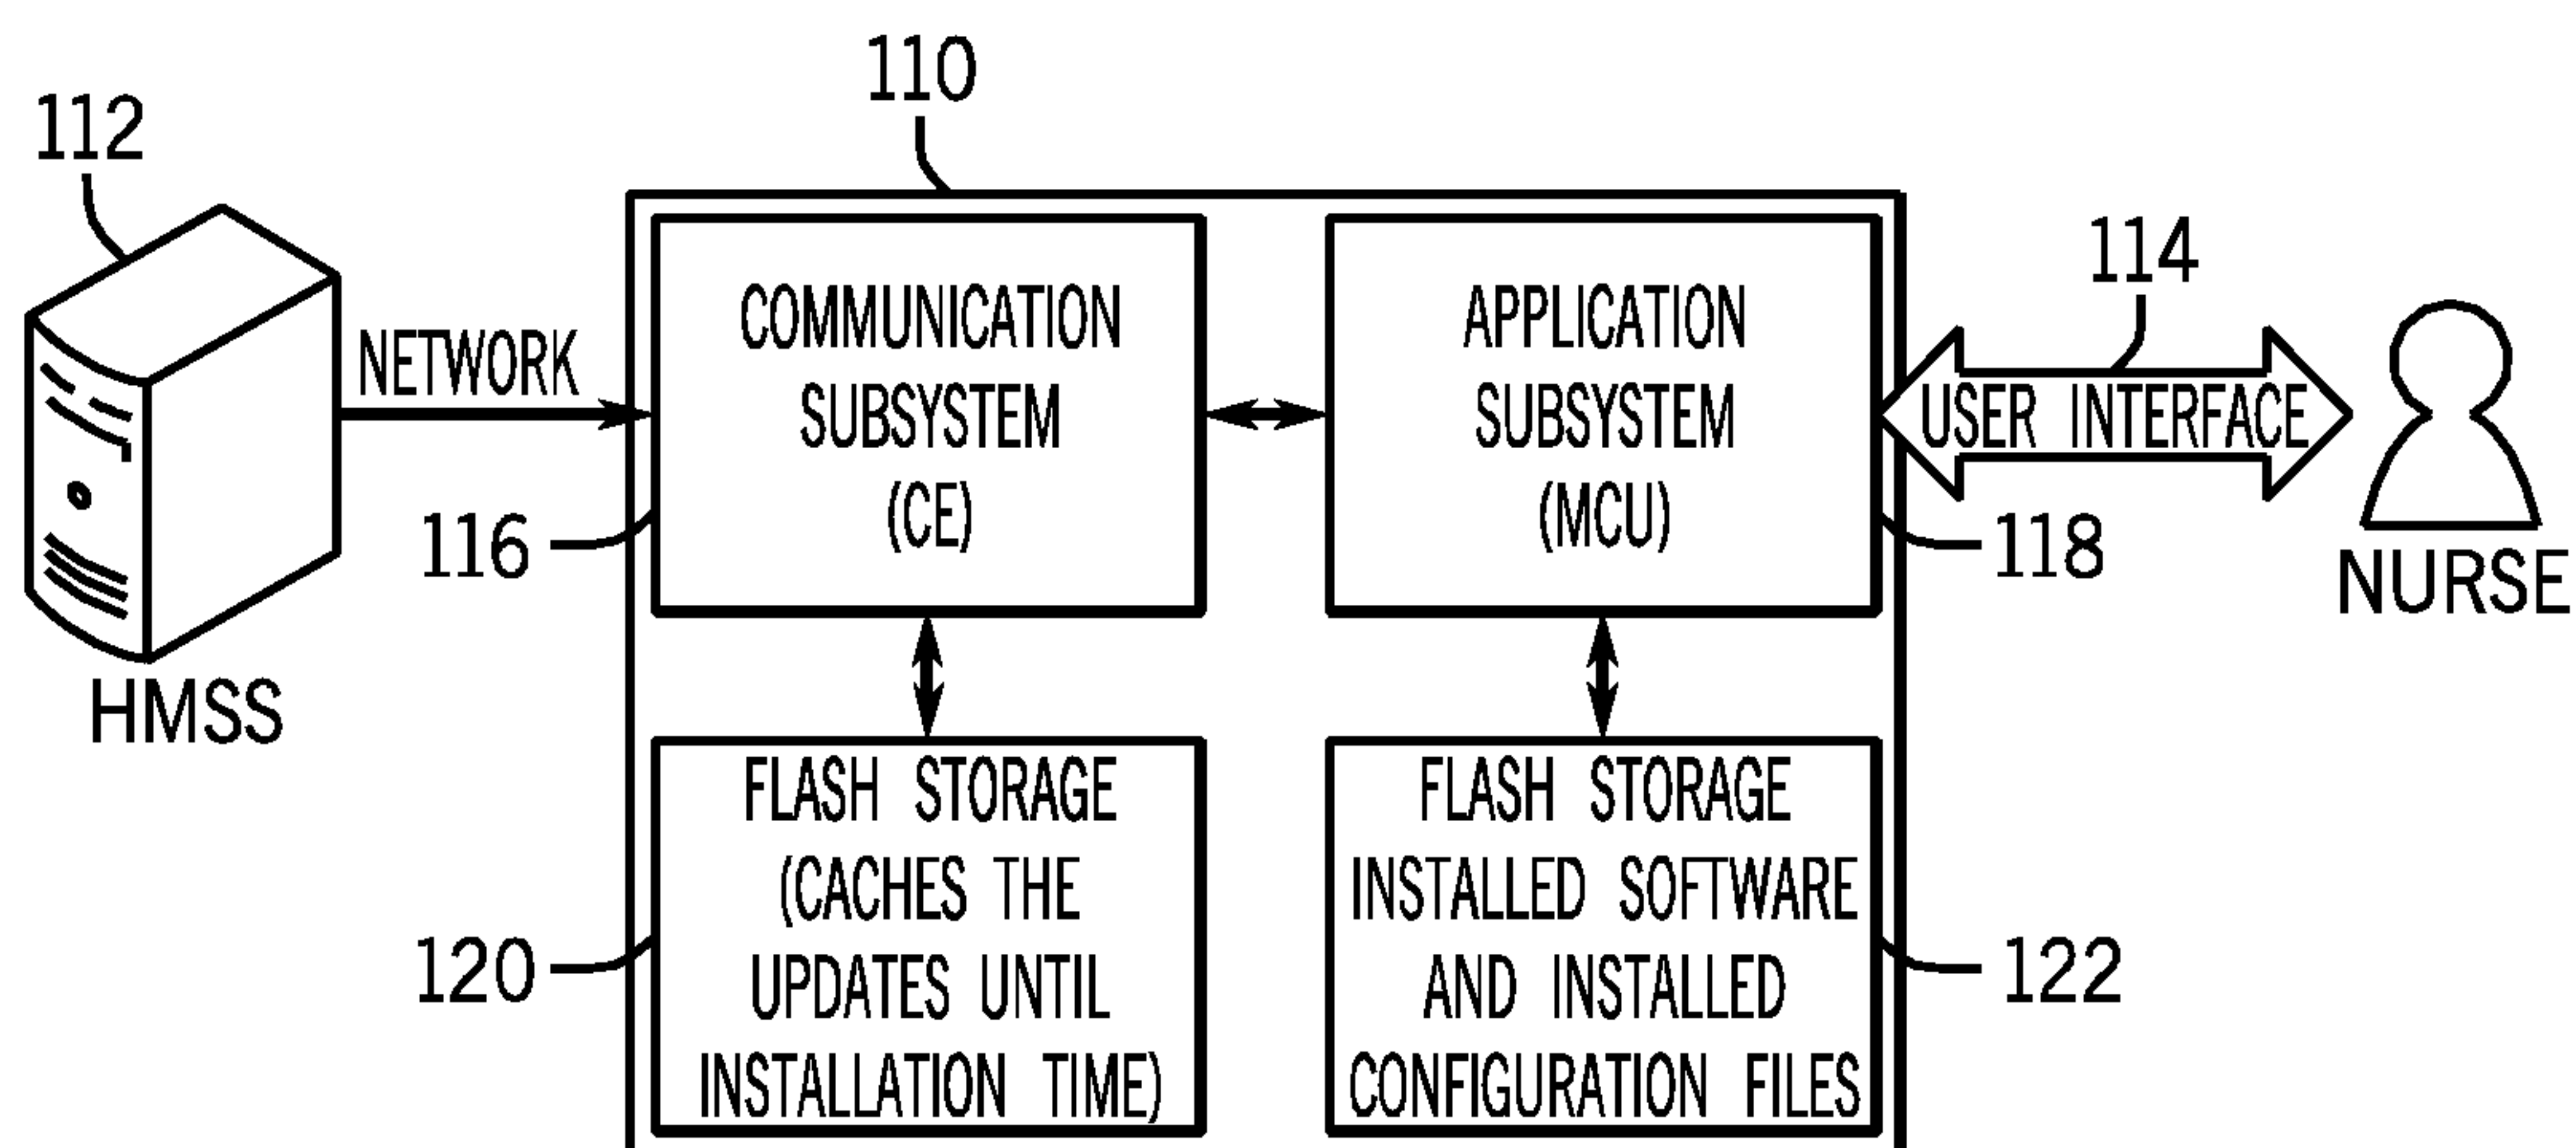 110
112
114
NETWORK
COMMUNICATION
SUBSYSTEM
(CE)
116
APPLICATION
SUBSYSTEM
(MCU)
118
USER INTERFACE
NURSE
HMSS
FLASH STORAGE
(CACHES THE
UPDATES UNTIL
INSTALLATION TIME)
120
FLASH STORAGE
INSTALLED SOFTWARE
AND INSTALLED
CONFIGURATION FILES
122